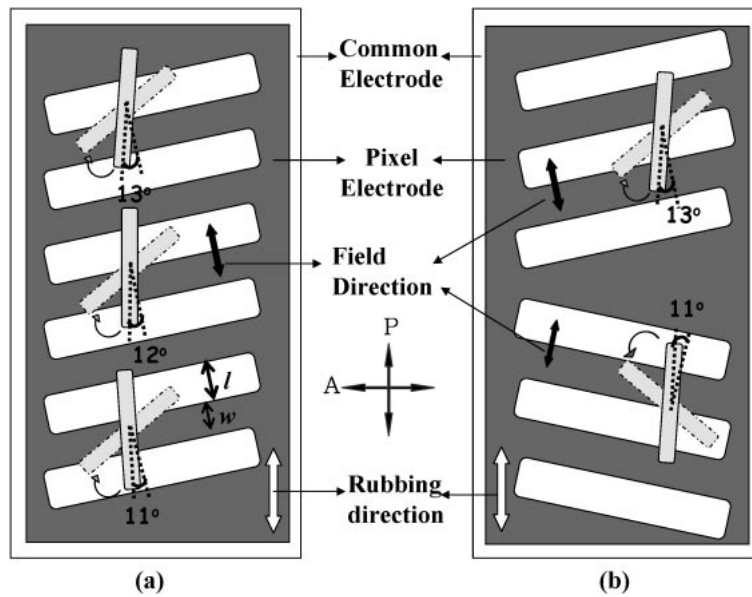 Common
Electrode
Pixel
Electrode
Field
Direction
P
A
Rubbing
direction
13°
12°
l
w
11°
13°
11°
(a)
(b)